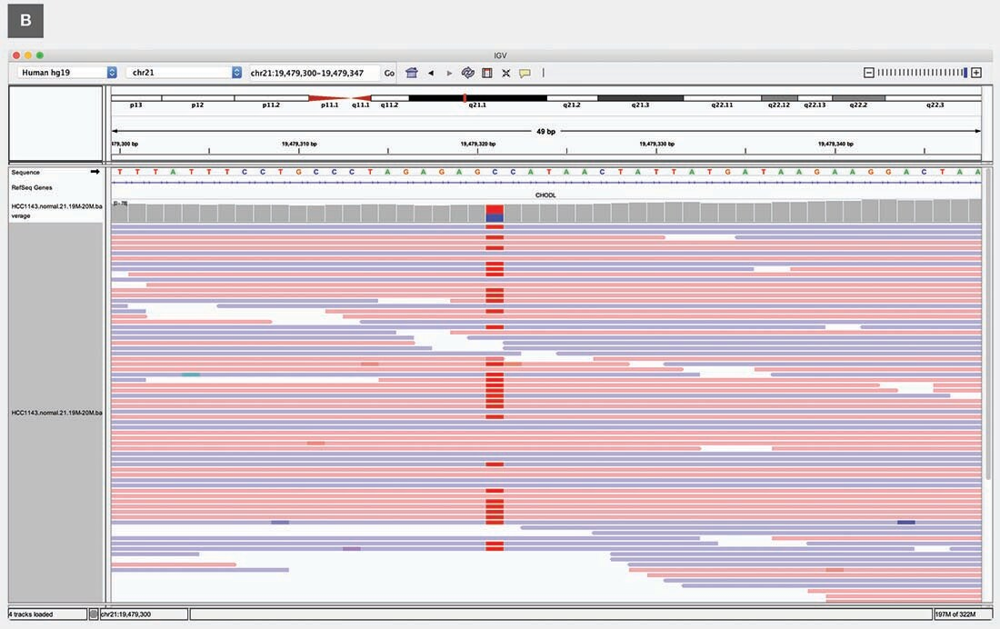 B
IGV
Human hg19 chr21 chr21:19,479,300-19,479,347 Go
p13 p12 p11.2 p11.1 q11.1 q11.2 q21.1 q21.2 q21.3 q22.11 q22.12 q22.13 q22.2 q22.3
49 bp
479,300 bp 19,479,310 bp 19,479,320 bp 19,479,330 bp 19,479,340 bp
Sequence T T T A T T T C C T G C C C T A G A G A G C C A T A A C T A T T A T G A T A A G A A G G A C T A A
RefSeq Genes
CHODL
HCC1143.normal.21.19M-20M.ba
verage
[0 - 78]
HCC1143.normal.21.19M-20M.ba
4 tracks loaded chr21:19,479,300 197M of 322M